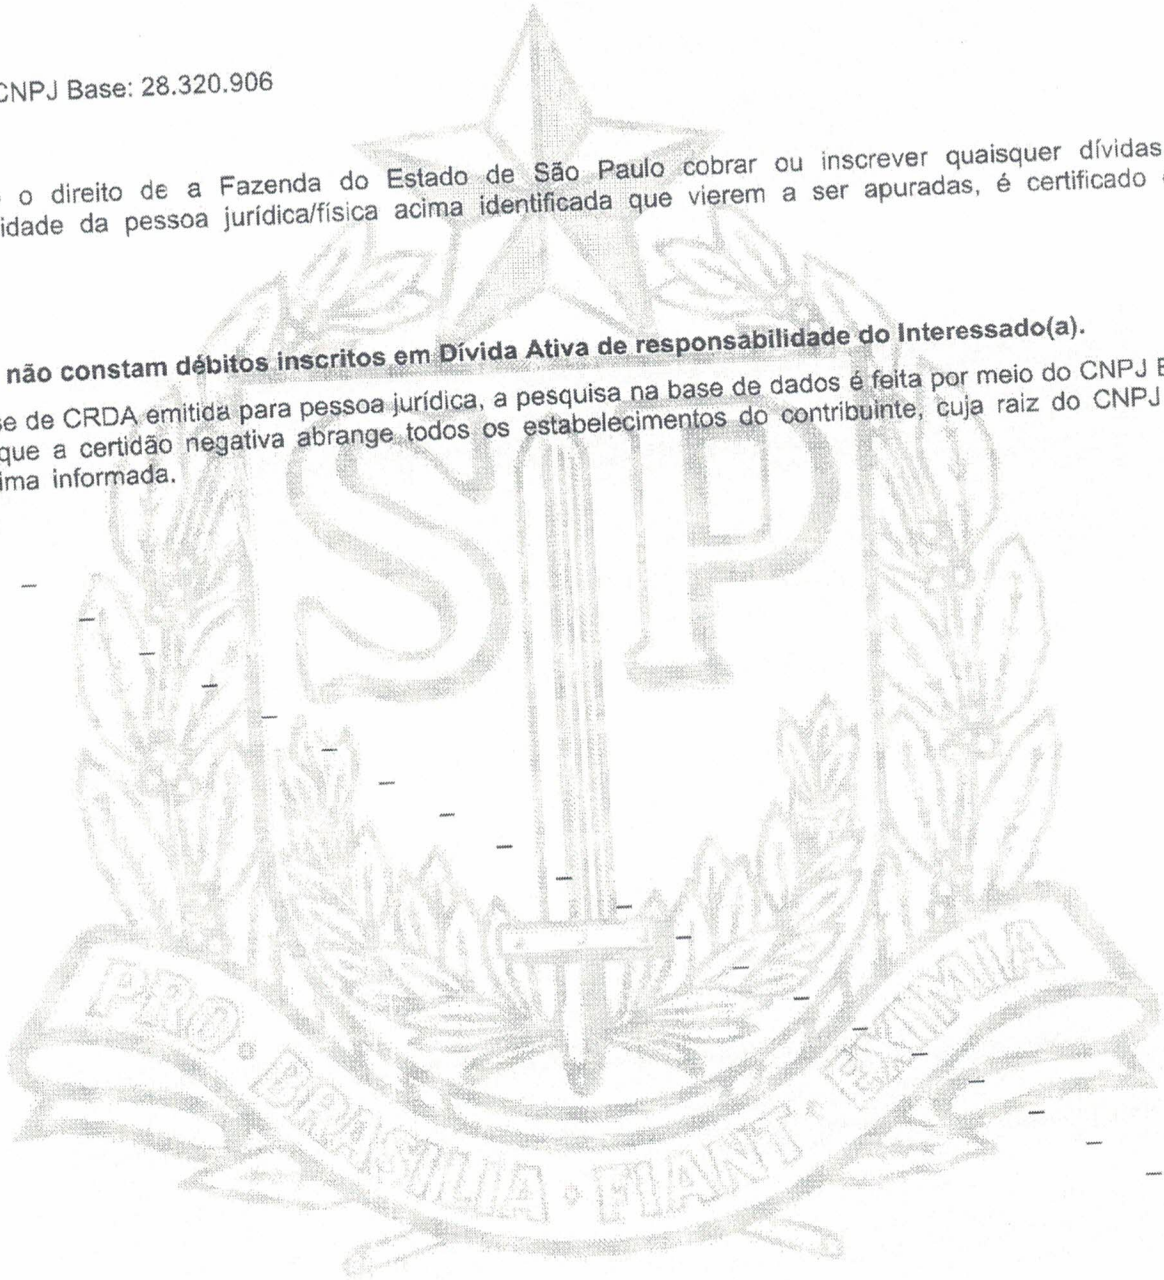 CNPJ Base: 28.320.906
o direito de a Fazenda do Estado de São Paulo cobrar ou inscrever quaisquer dívidas
idade da pessoa jurídica/física acima identificada que vierem a ser apuradas, é certificado
não constam débitos inscritos em Dívida Ativa de responsabilidade do Interessado(a).
se de CRDA emitida para pessoa jurídica, a pesquisa na base de dados é feita por meio do CNPJ B
que a certidão negativa abrange todos os estabelecimentos do contribuinte, cuja raiz do CNPJ
ima informada.
SP
PRO · BRASILIA · FIANT · EXIMIA